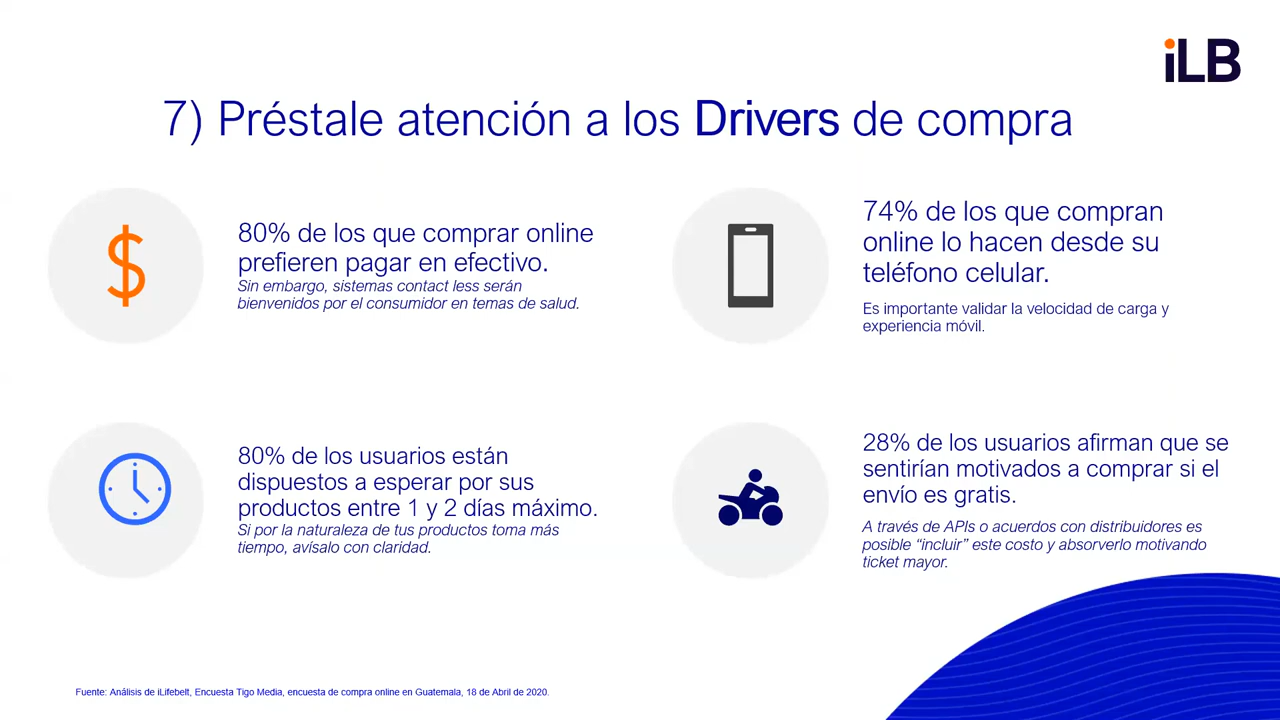 iLB
7) Préstale atención a los Drivers de compra
80% de los que comprar online
prefieren pagar en efectivo.
Sin embargo, sistemas contact less serán
bienvenidos por el consumidor en temas de salud.
74% de los que compran
online lo hacen desde su
teléfono celular.
Es importante validar la velocidad de carga y
experiencia móvil.
80% de los usuarios están
dispuestos a esperar por sus
productos entre 1 y 2 días máximo.
Si por la naturaleza de tus productos toma más
tiempo, avísalo con claridad.
28% de los usuarios afirman que se
sentirían motivados a comprar si el
envío es gratis.
A través de APIs o acuerdos con distribuidores es
posible “incluir” este costo y absorverlo motivando
ticket mayor.
Fuente: Análisis de iLifebelt, Encuesta Tigo Media, encuesta de compra online en Guatemala, 18 de Abril de 2020.